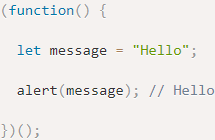 (function() {
let message = "Hello";
alert(message); // Hello
})();